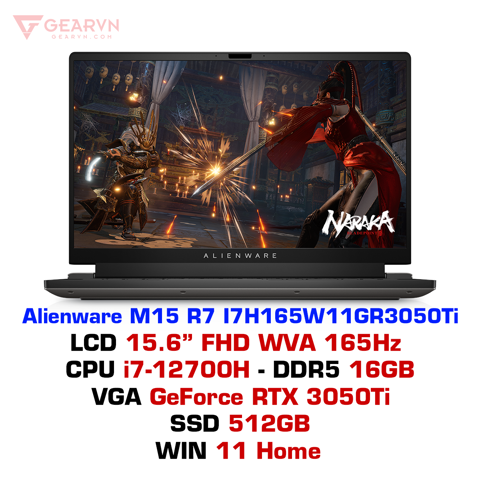 GEARVN
GEARVN.COM
NARAKA
ALIENWARE
Alienware M15 R7 I7H165W11GR3050Ti
LCD 15.6” FHD WVA 165Hz
CPU i7-12700H - DDR5 16GB
VGA GeForce RTX 3050Ti
SSD 512GB
WIN 11 Home